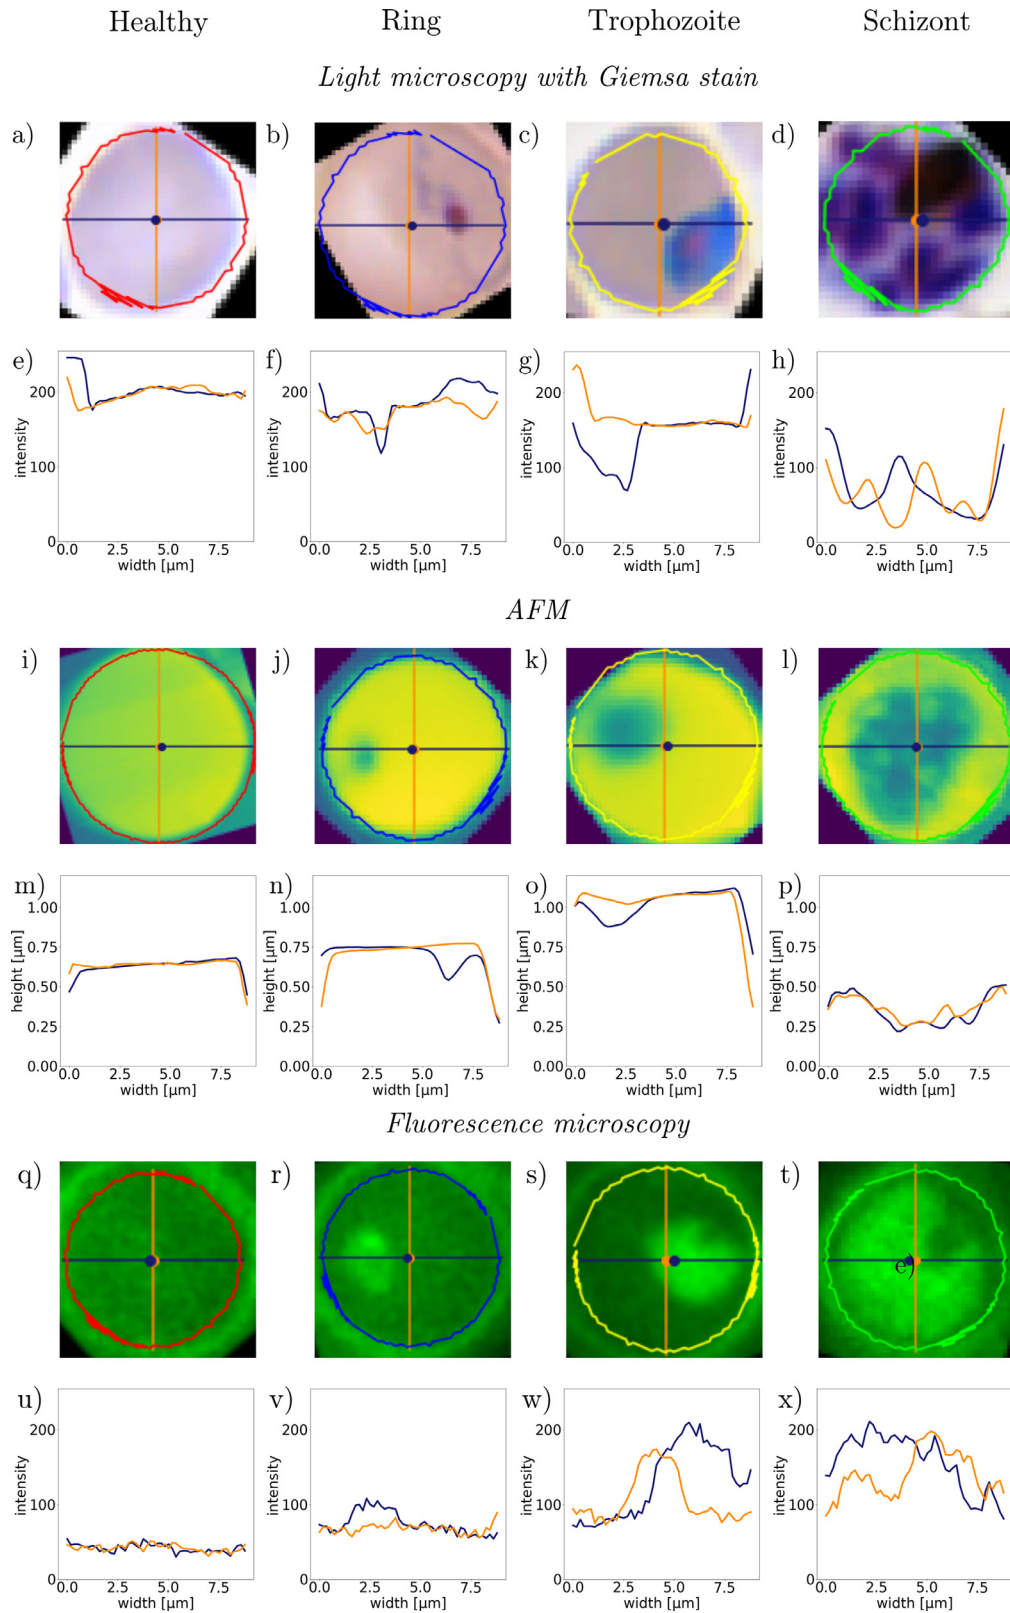 Healthy Ring Trophozoite Schizont
Light microscopy with Giemsa stain
a) b) c) d)
e) f) g) h)
200 200 200 200
100 100 100 100
0 0 0 0
intensity intensity intensity intensity
0.0 2.5 5.0 7.5 0.0 2.5 5.0 7.5 0.0 2.5 5.0 7.5 0.0 2.5 5.0 7.5
width [μm] width [μm] width [μm] width [μm]
AFM
i) j) k) l)
m) n) o) p)
1.00 1.00 1.00 1.00
0.75 0.75 0.75 0.75
0.50 0.50 0.50 0.50
0.25 0.25 0.25 0.25
0.00 0.00 0.00 0.00
height [μm] height [μm] height [μm] height [μm]
0.0 2.5 5.0 7.5 0.0 2.5 5.0 7.5 0.0 2.5 5.0 7.5 0.0 2.5 5.0 7.5
width [μm] width [μm] width [μm] width [μm]
Fluorescence microscopy
q) r) s) t)
e)
u) v) w) x)
200 200 200 200
100 100 100 100
0 0 0 0
intensity intensity intensity intensity
0.0 2.5 5.0 7.5 0.0 2.5 5.0 7.5 0.0 2.5 5.0 7.5 0.0 2.5 5.0 7.5
width [μm] width [μm] width [μm] width [μm]